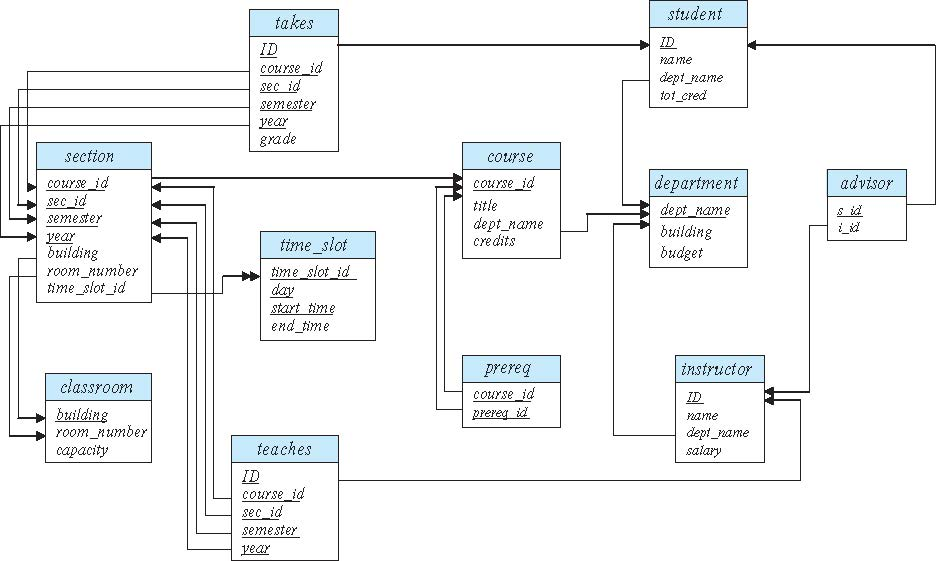 takes
ID
course_id
sec_id
semester
year
grade
student
ID
name
dept_name
tot_cred
section
course_id
sec_id
semester
year
building
room_number
time_slot_id
course
course_id
title
dept_name
credits
department
dept_name
building
budget
advisor
s_id
i_id
time_slot
time_slot_id
day
start_time
end_time
prereq
course_id
prereq_id
instructor
ID
name
dept_name
salary
classroom
building
room_number
capacity
teaches
ID
course_id
sec_id
semester
year